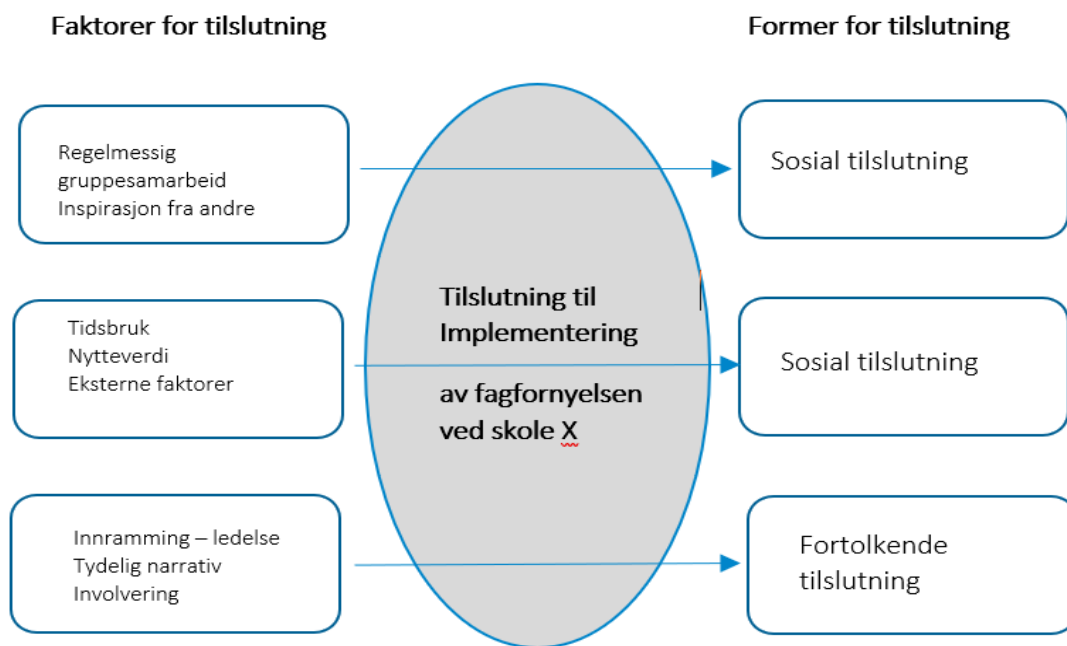 Faktorer for tilslutning
Former for tilslutning
Regelmessig
gruppesamarbeid
Inspirasjon fra andre
Sosial tilslutning
Tidsbruk
Nytteverdi
Eksterne faktorer
Tilslutning til
Implementering
av fagfornyelsen
ved skole X
Sosial tilslutning
Innramming – ledelse
Tydelig narrativ
Involvering
Fortolkende
tilslutning